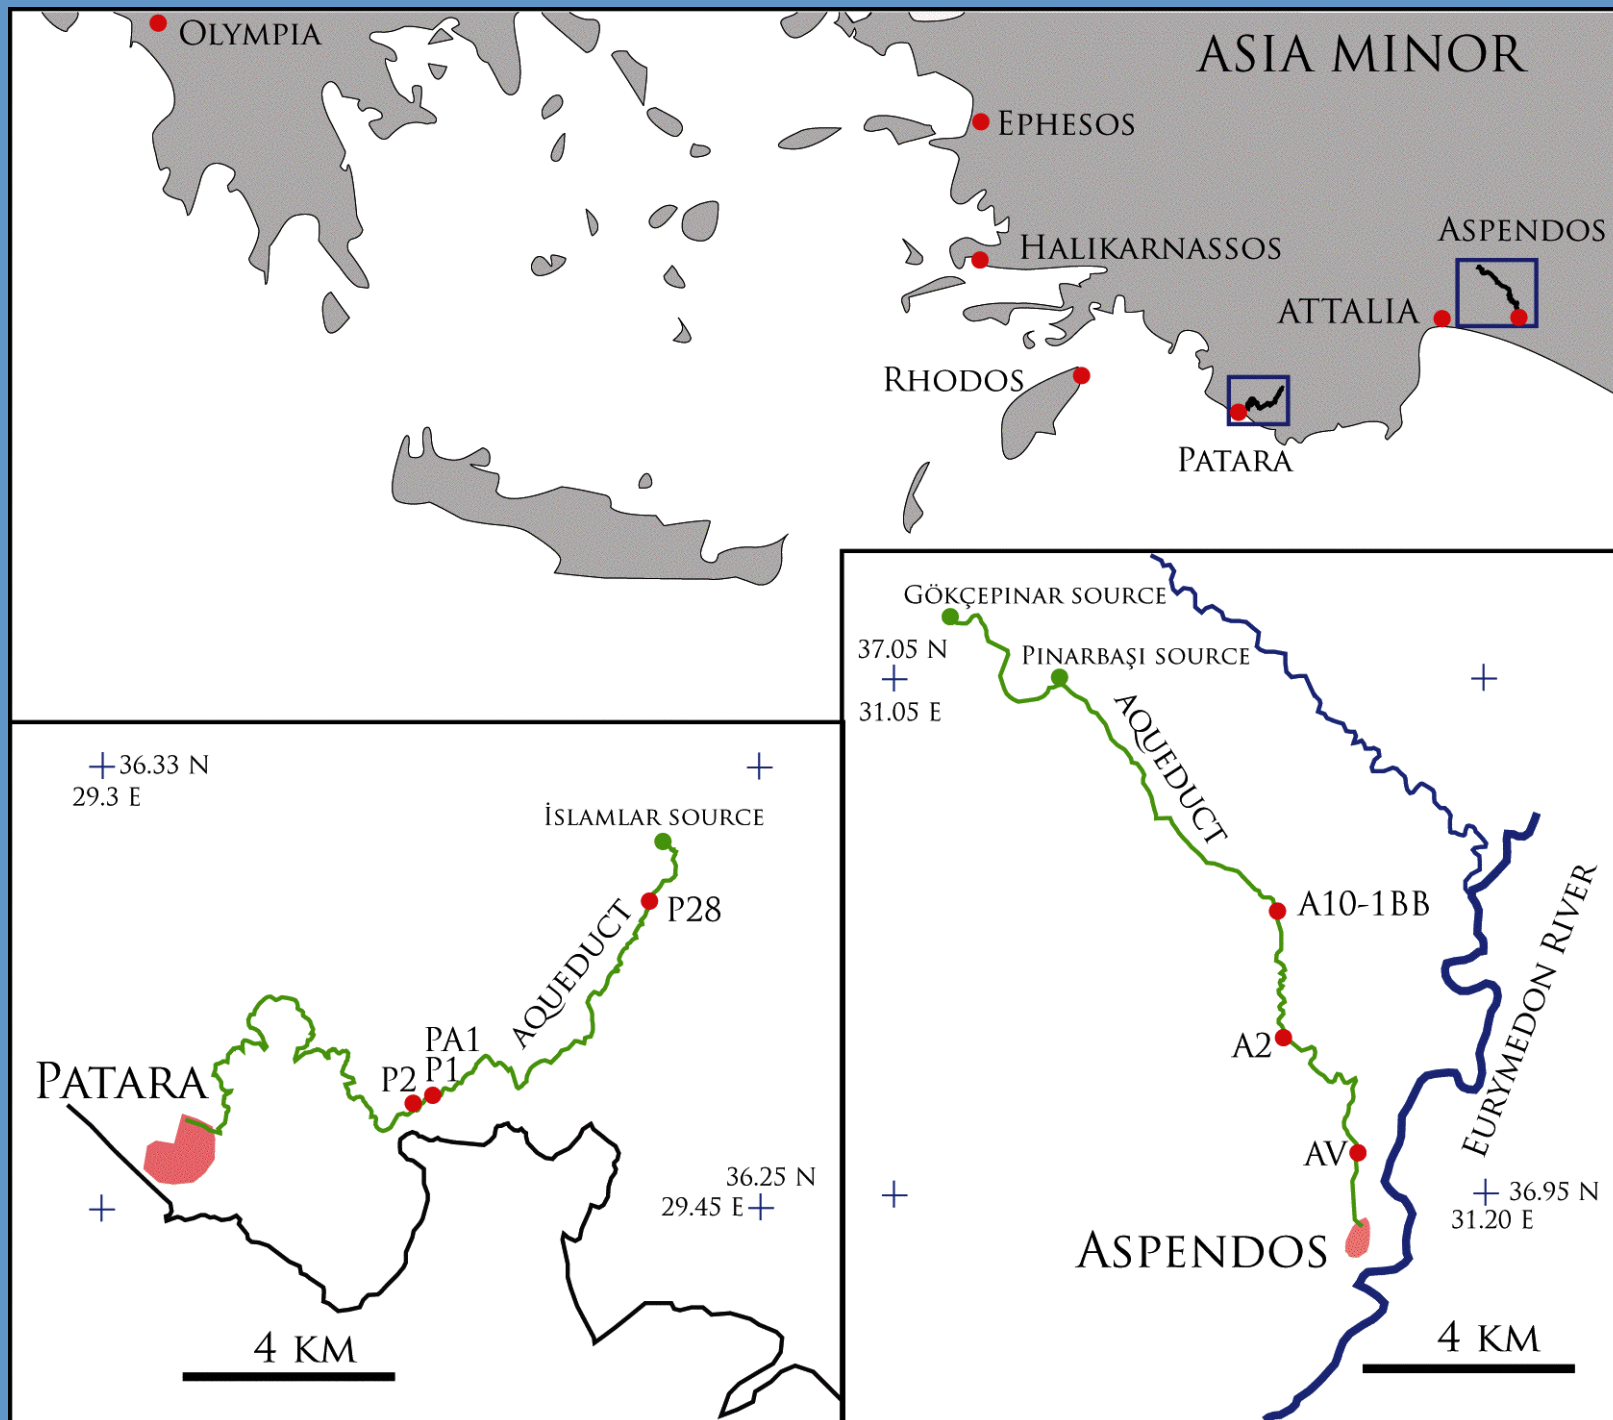 OLYMPIA
ASIA MINOR
EPHESOS
HALIKARNASSOS
ASPENDOS
ATTALIA
RHODOS
PATARA
GÖKÇEPINAR SOURCE
37.05 N
31.05 E
PINARBAŞI SOURCE
AQUEDUCT
A10-1BB
A2
AV
EURYMEDON RIVER
36.95 N
31.20 E
ASPENDOS
4 KM
36.33 N
29.3 E
İSLAMLAR SOURCE
P28
AQUEDUCT
PA1
P1
P2
PATARA
36.25 N
29.45 E
4 KM